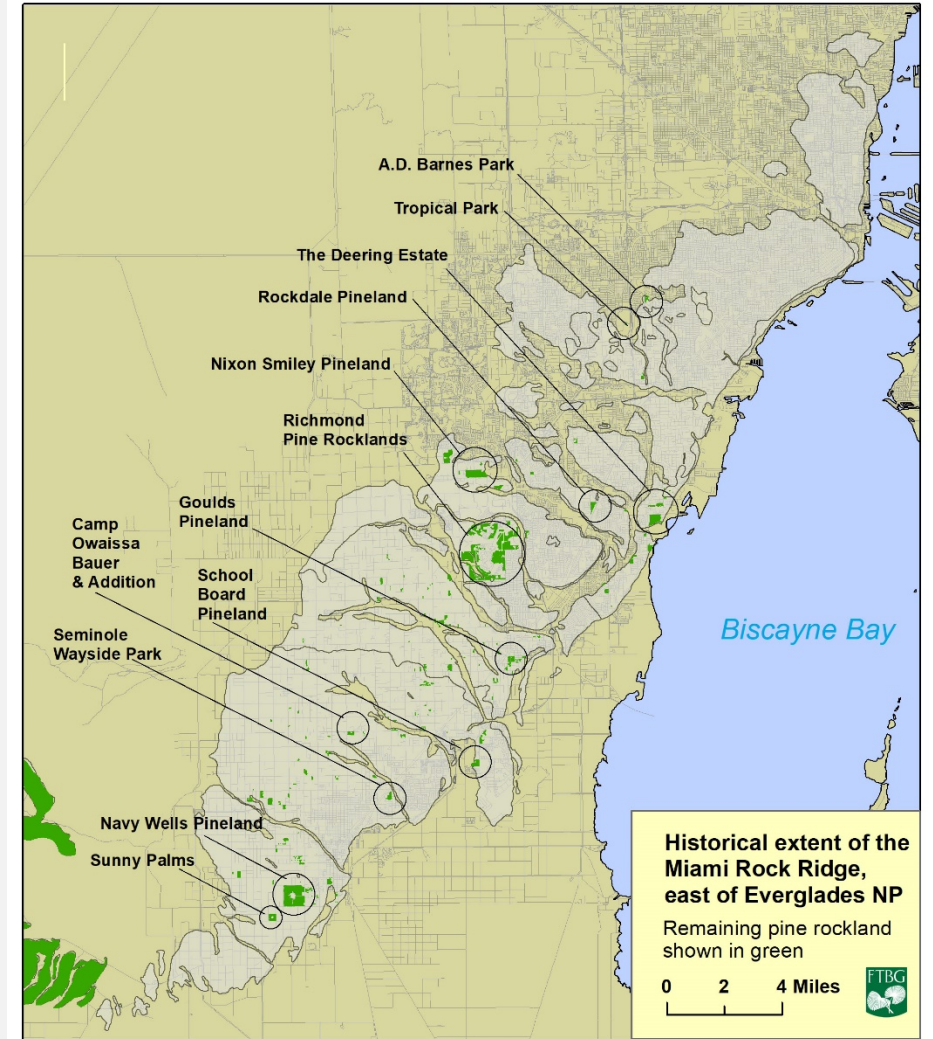 A.D. Barnes Park
Tropical Park
The Deering Estate
Rockdale Pineland
Nixon Smiley Pineland
Richmond
Pine Rocklands
Goulds
Pineland
Camp
Owaissa
Bauer
& Addition
School
Board
Pineland
Seminole
Wayside Park
Biscayne Bay
Navy Wells Pineland
Sunny Palms
Historical extent of the
Miami Rock Ridge,
east of Everglades NP
Remaining pine rockland
shown in green
0 2 4 Miles
FTBG